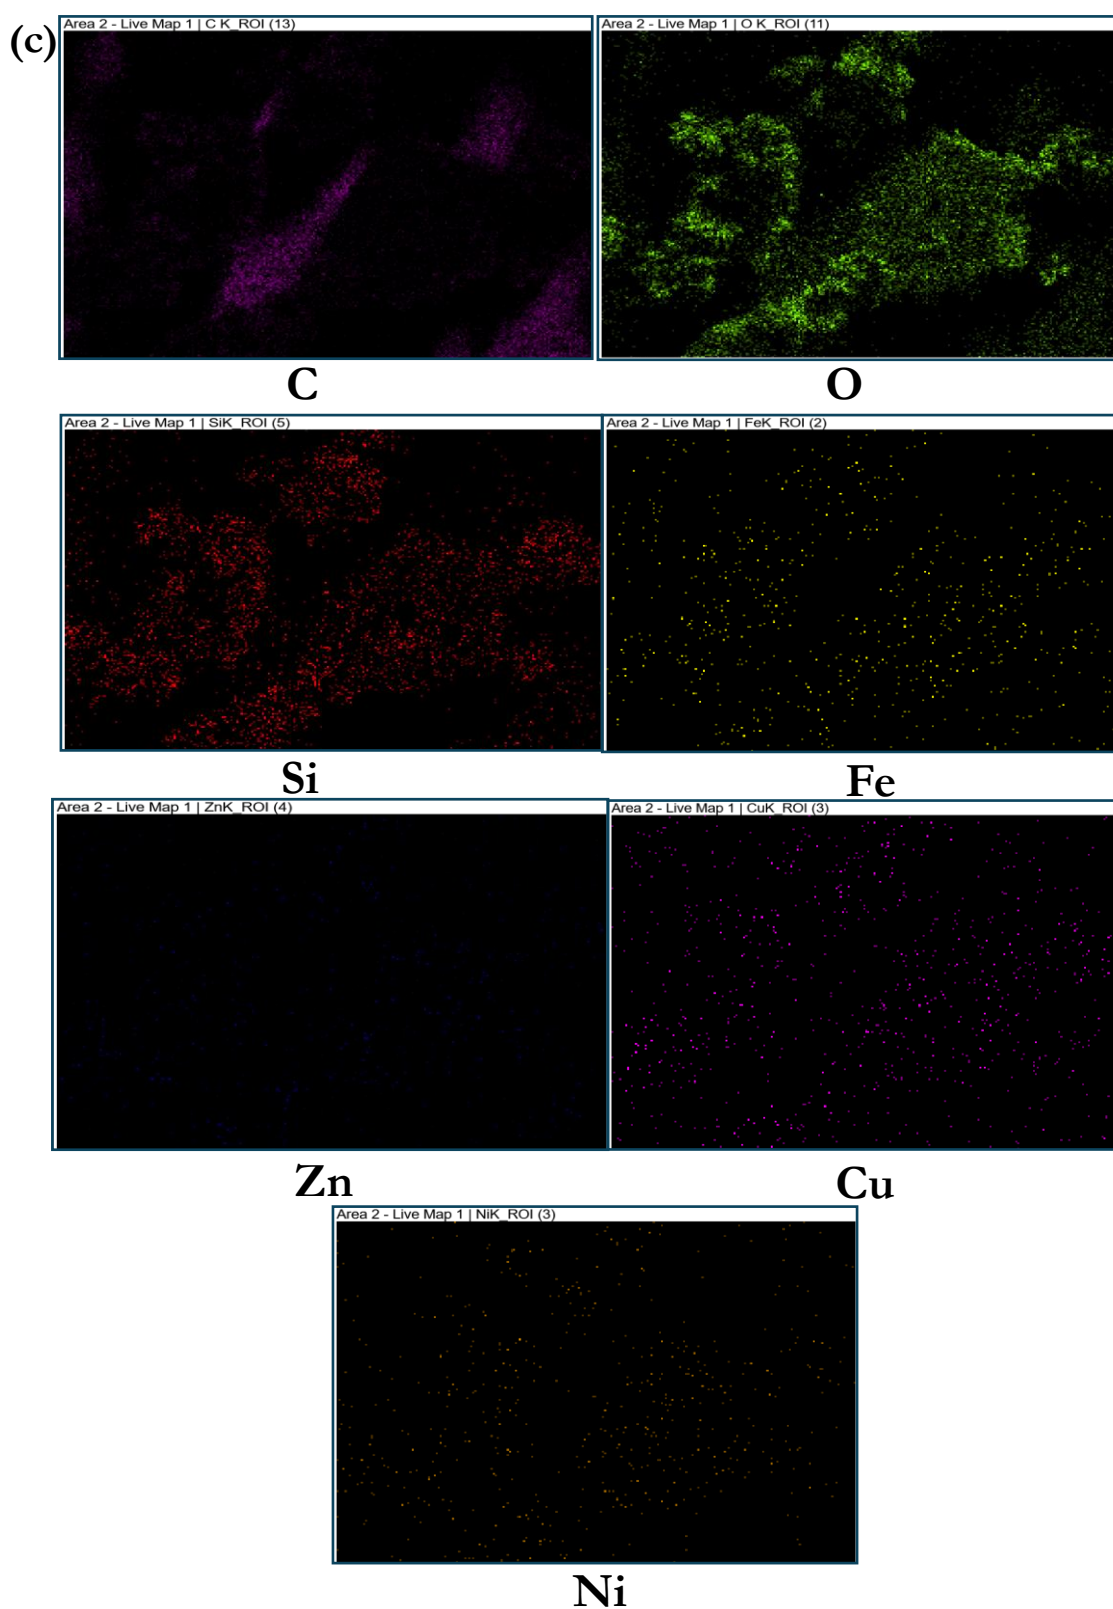 (c)
Area 2 - Live Map 1 | C K_ROI (13)
Area 2 - Live Map 1 | O K_ROI (11)
C
O
Area 2 - Live Map 1 | SiK_ROI (5)
Area 2 - Live Map 1 | FeK_ROI (2)
Si
Fe
Area 2 - Live Map 1 | ZnK_ROI (4)
Area 2 - Live Map 1 | CuK_ROI (3)
Zn
Cu
Area 2 - Live Map 1 | NiK_ROI (3)
Ni